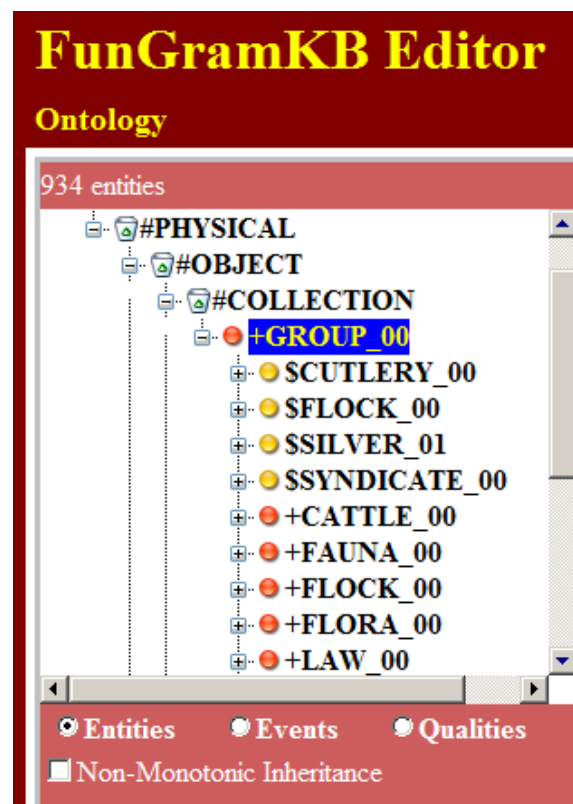 FunGramKB Editor
Ontology
934 entities
#PHYSICAL
#OBJECT
#COLLECTION
+GROUP_00
$CUTLERY_00
$FLOCK_00
$SILVER_01
$SYNDICATE_00
+CATTLE_00
+FAUNA_00
+FLOCK_00
+FLORA_00
+LAW_00
Entities Events Qualities
Non-Monotonic Inheritance